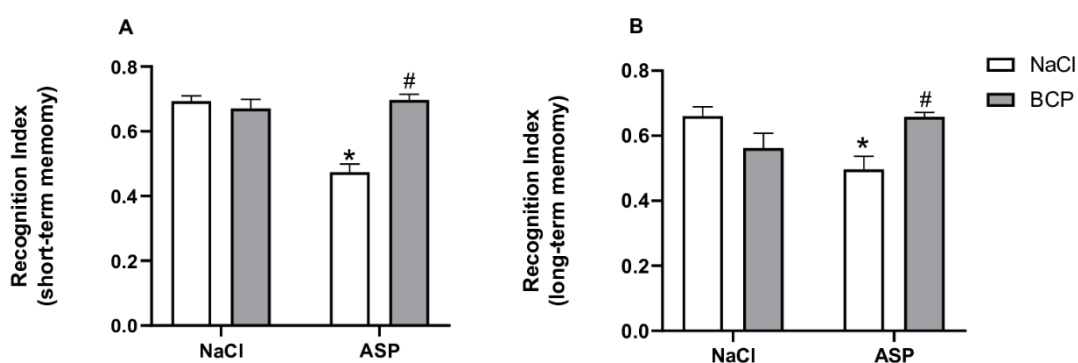 A
Recognition Index
(short-term memomy)
0.8
0.6
0.4
0.2
0.0
*
#
NaCl
ASP
B
Recognition Index
(long-term memomy)
0.8
0.6
0.4
0.2
0.0
*
#
NaCl
ASP
NaCl
BCP